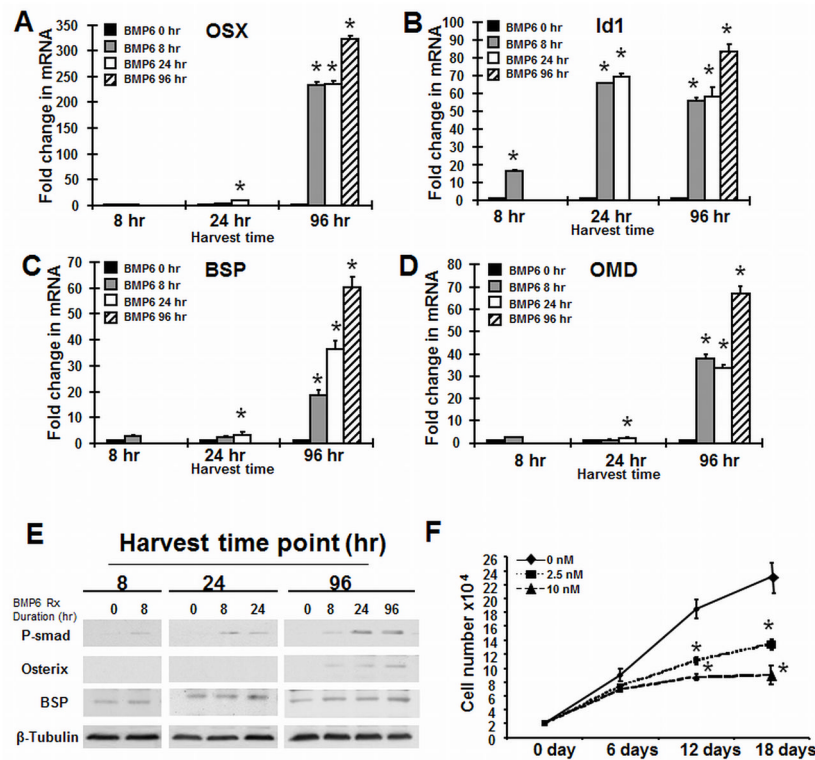 A
OSX
BMP6 0 hr
BMP6 8 hr
BMP6 24 hr
BMP6 96 hr
Fold change in mRNA
350
300
250
200
150
100
50
0
*
* * *
8 hr 24 hr 96 hr
Harvest time
B
Id1
BMP6 0 hr
BMP6 8 hr
BMP6 24 hr
BMP6 96 hr
Fold change in mRNA
100
90
80
70
60
50
40
30
20
10
0
*
* *
* * *
8 hr 24 hr 96 hr
Harvest time
C
BSP
BMP6 0 hr
BMP6 8 hr
BMP6 24 hr
BMP6 96 hr
Fold change in mRNA
70
60
50
40
30
20
10
0
*
* * *
8 hr 24 hr 96 hr
Harvest time
D
OMD
BMP6 0 hr
BMP6 8 hr
BMP6 24 hr
BMP6 96 hr
Fold change in mRNA
80
70
60
50
40
30
20
10
0
*
* * *
8 hr 24 hr 96 hr
Harvest time
E
Harvest time point (hr)
8 24 96
BMP6 Rx
Duration (hr)
0 8 0 8 24 0 8 24 96
P-smad
Osterix
BSP
β-Tubulin
F
0 nM
2.5 nM
10 nM
Cell number x10⁴
26
24
22
20
18
16
14
12
10
8
6
4
2
0
* *
* *
0 day 6 days 12 days 18 days